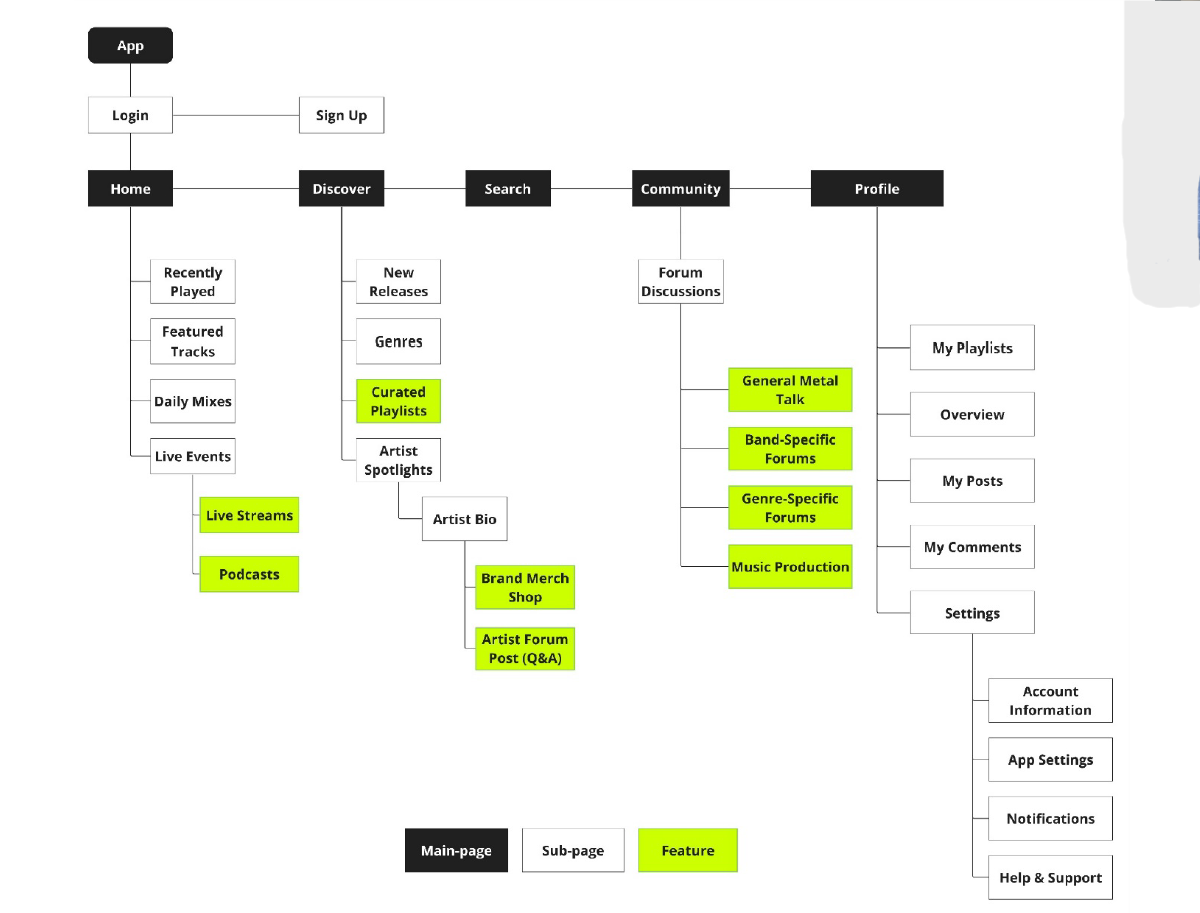 App
Login
Sign Up
Home
Discover
Search
Community
Profile
Recently
Played
Featured
Tracks
Daily Mixes
Live Events
Live Streams
Podcasts
New
Releases
Genres
Curated
Playlists
Artist
Spotlights
Artist Bio
Brand Merch
Shop
Artist Forum
Post (Q&A)
Forum
Discussions
General Metal
Talk
Band-Specific
Forums
Genre-Specific
Forums
Music Production
My Playlists
Overview
My Posts
My Comments
Settings
Account
Information
App Settings
Notifications
Help & Support
Main-page
Sub-page
Feature